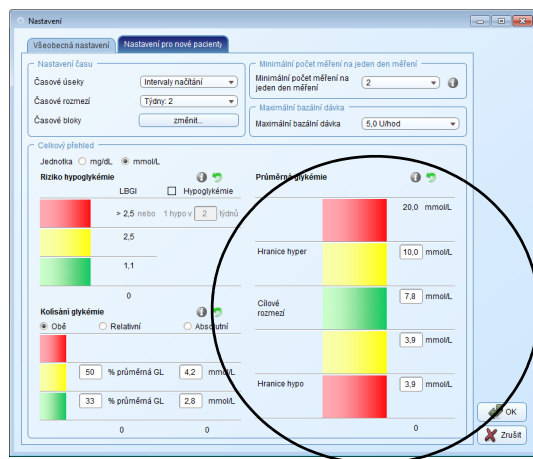 Nastavení
Všeobecná nastavení
Nastavení pro nové pacienty
Nastavení času
Časové úseky
Intervaly načítání
Časové rozmezí
Týdny: 2
Časové bloky
změnit...
Minimální počet měření na jeden den měření
Minimální počet měření na
jeden den měření
2
Maximální bazální dávka
Maximální bazální dávka
5,0 U/hod
Celkový přehled
Jednotka mg/dL mmol/L
Riziko hypoglykémie
LBGI Hypoglykémie
> 2,5 nebo 1 hypo v 2 týdnů
2,5
1,1
0
Kolísání glykémie
Obě Relativní Absolutní
50 % průměrná GL 4,2 mmol/L
33 % průměrná GL 2,8 mmol/L
0 0
Průměrná glykémie
20,0 mmol/L
Hranice hyper 10,0 mmol/L
Cílové
rozmezí
7,8 mmol/L
3,9 mmol/L
Hranice hypo 3,9 mmol/L
0
OK
Zrušit